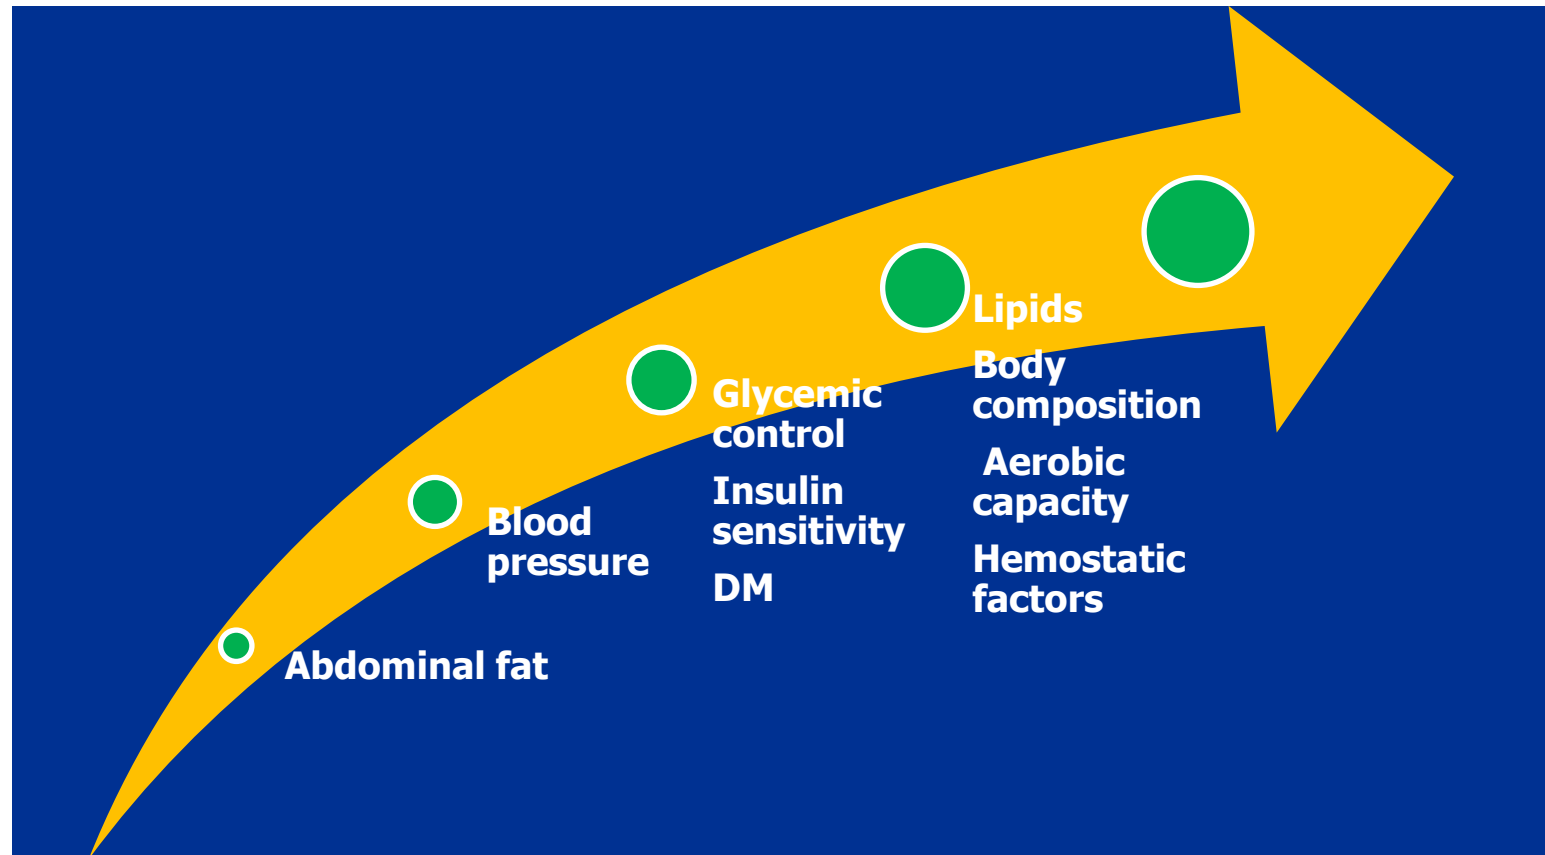 Abdominal fat
Blood
pressure
Glycemic
control
Insulin
sensitivity
DM
Lipids
Body
composition
Aerobic
capacity
Hemostatic
factors